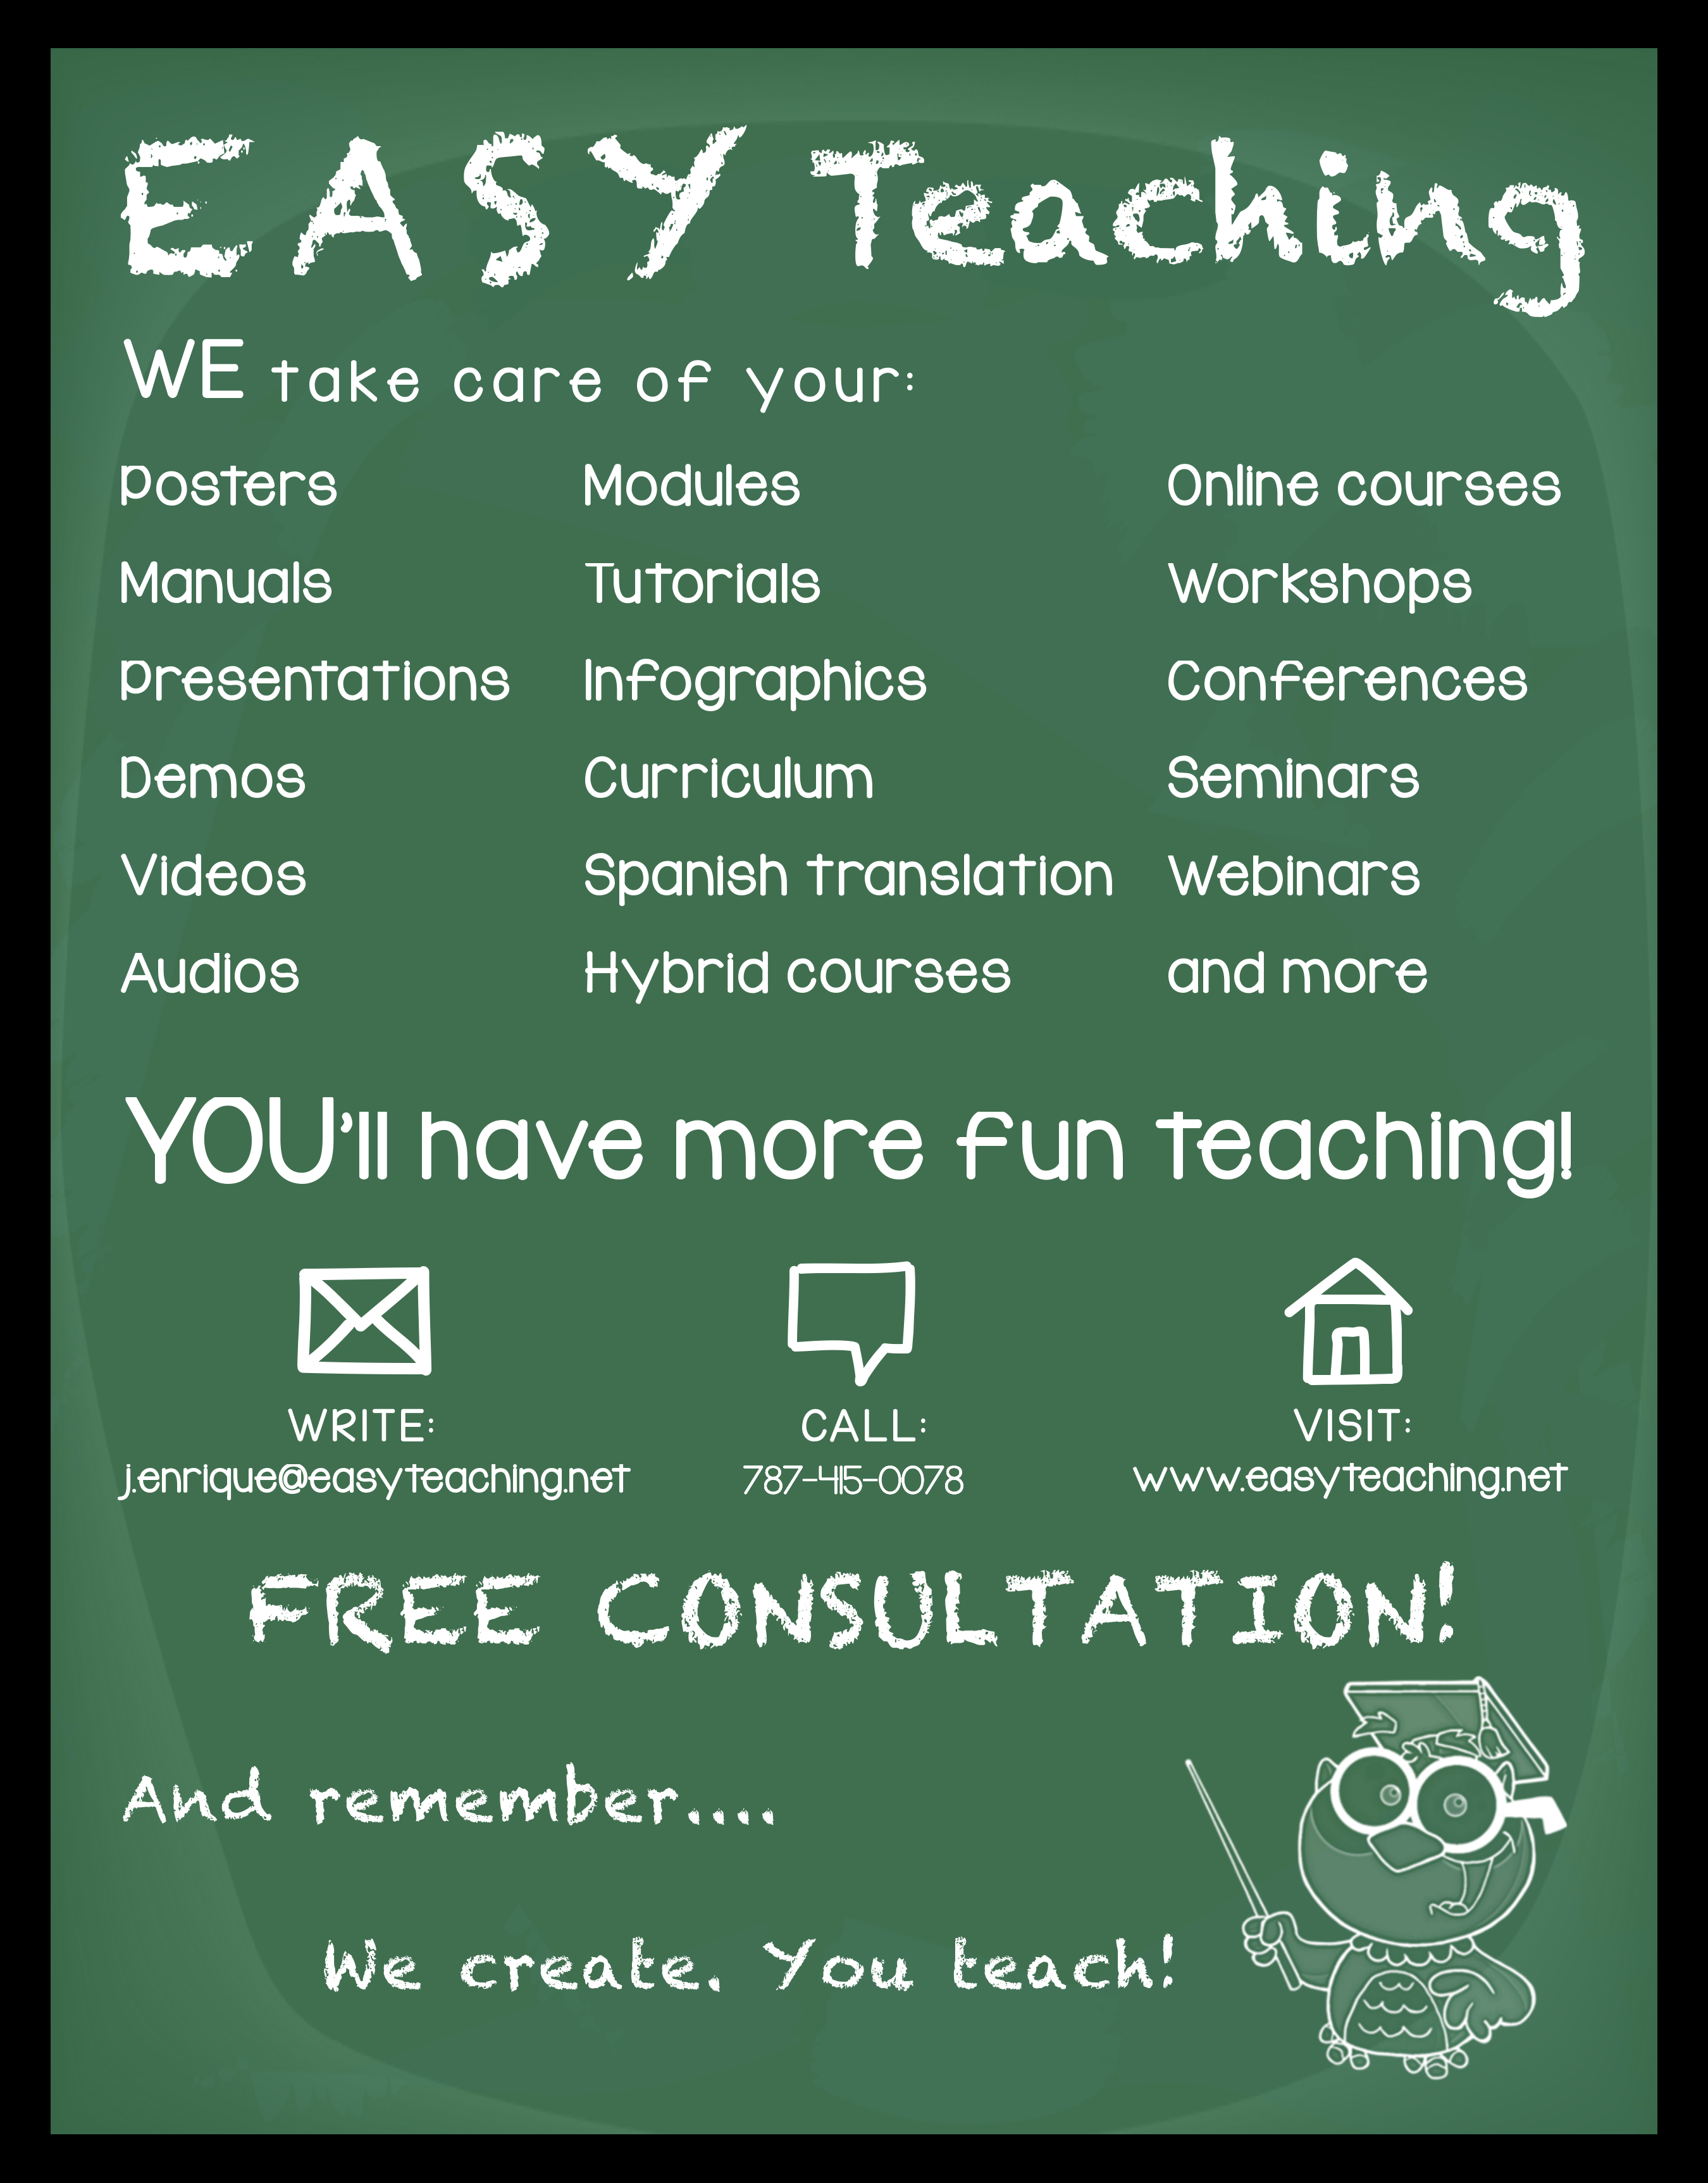 EASY Teaching
WE take care of your:
Posters Modules Online courses
Manuals Tutorials Workshops
Presentations Infographics Conferences
Demos Curriculum Seminars
Videos Spanish translation Webinars
Audios Hybrid courses and more
YOU'll have more fun teaching!
WRITE: CALL: VISIT:
j.enrique@easyteaching.net 787-415-0078 www.easyteaching.net
FREE CONSULTATION!
And remember....
We create. You teach!